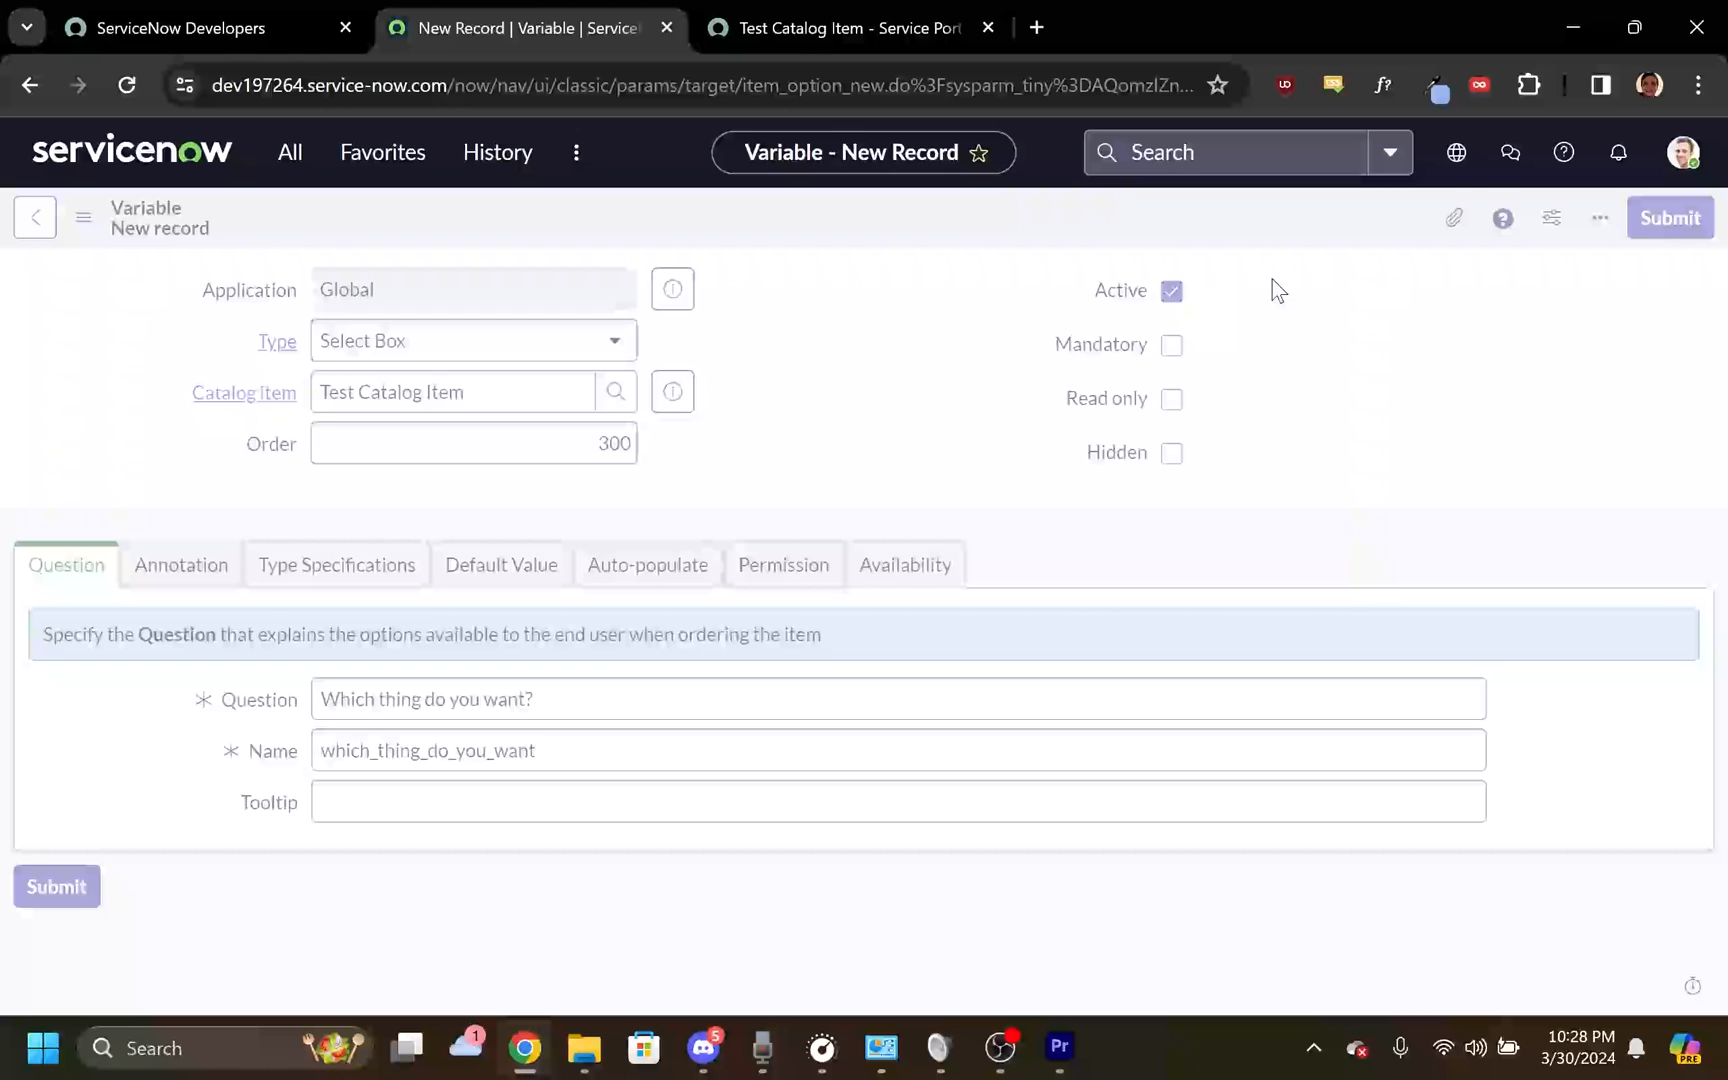 ServiceNow Developers
New Record | Variable | Service
Test Catalog Item - Service Port
dev197264.service-now.com/now/nav/ui/classic/params/target/item_option_new.do%3Fsysparm_tiny%3DAQomzIZn...
servicenow
All
Favorites
History
Variable - New Record
Search
Variable
New record
Submit
Application
Global
Active
Type
Select Box
Mandatory
Catalog item
Test Catalog Item
Read only
Order
300
Hidden
Question
Annotation
Type Specifications
Default Value
Auto-populate
Permission
Availability
Specify the Question that explains the options available to the end user when ordering the item
Question
Which thing do you want?
Name
which_thing_do_you_want
Tooltip
Submit
Search
1
5
Pr
10:28 PM
3/30/2024
PRE